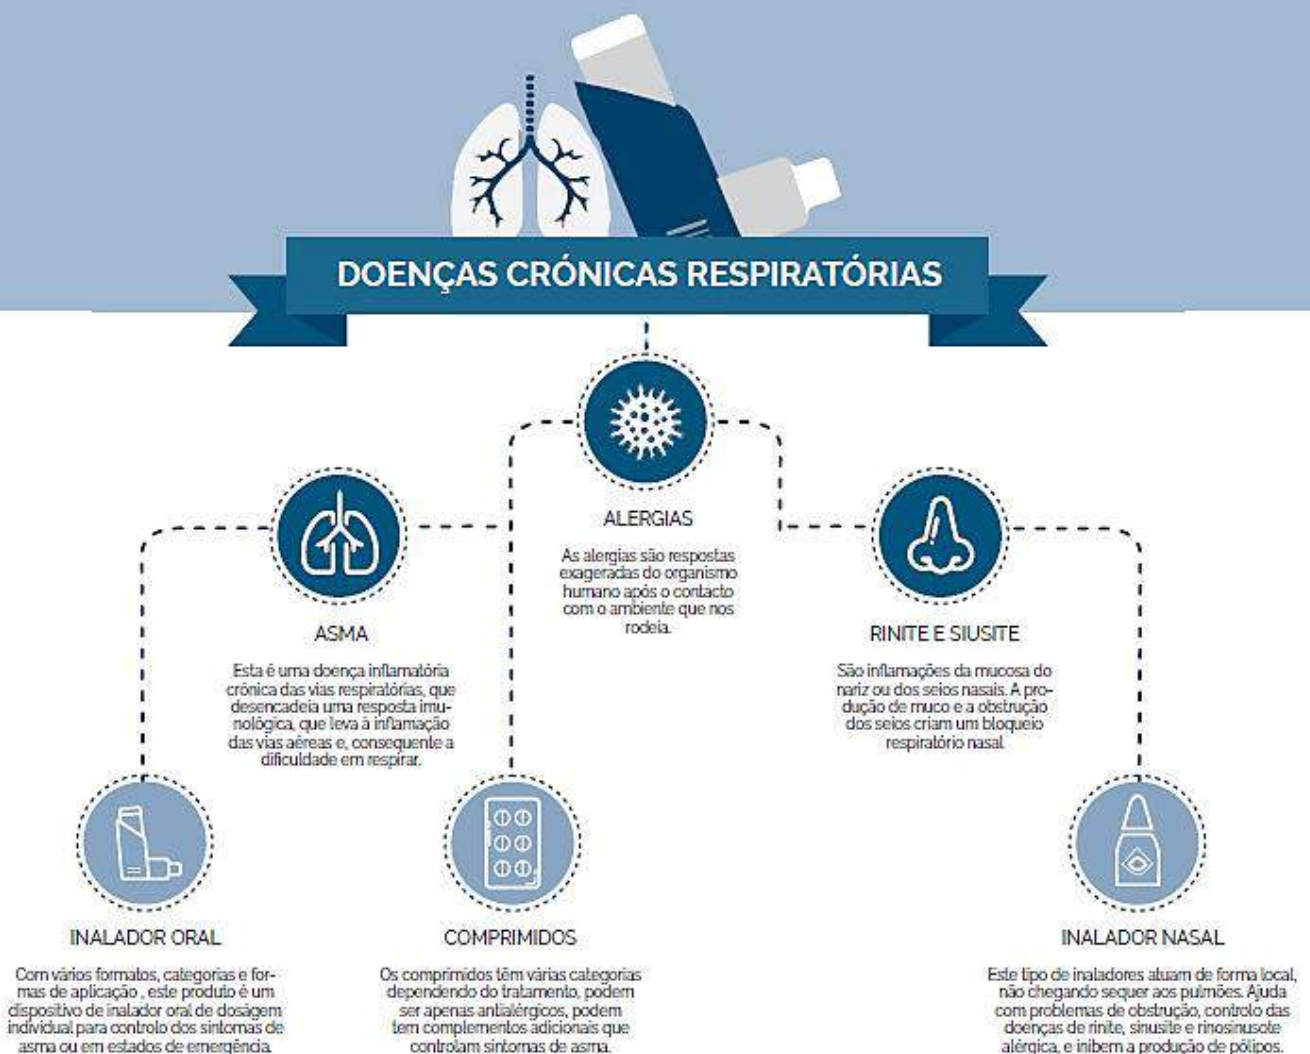 DOENÇAS CRÓNICAS RESPIRATÓRIAS
ALERGIAS
As alergias são respostas
exageradas do organismo
humano após o contacto
com o ambiente que nos
rodeia.
ASMA
Esta é uma doença inflamatória
crónica das vias respiratórias, que
desencadeia uma resposta imu-
nológica, que leva à inflamação
das vias aéreas e, consequente a
dificuldade em respirar.
RINITE E SIUSITE
São inflamações da mucosa do
nariz ou dos seios nasais. A pro-
dução de muco e a obstrução
dos seios criam um bloqueio
respiratório nasal
INALADOR ORAL
Com vários formatos, categorias e for-
mas de aplicação , este produto é um
dispositivo de inalador oral de dosagem
individual para controlo dos sintomas de
asma ou em estados de emergência.
COMPRIMIDOS
Os comprimidos têm várias categorias
dependendo do tratamento, podem
ser apenas antialérgicos, podem
tem complementos adicionais que
controlam sintomas de asma.
INALADOR NASAL
Este tipo de inaladores atuam de forma local,
não chegando sequer aos pulmões. Ajuda
com problemas de obstrução, controlo das
doenças de rinite, sinusite e rinosinusote
alérgica, e inibem a produção de pólipos.